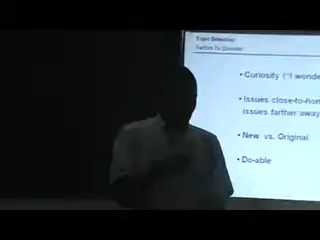 Topic Selection
Factors To Consider
• Curiosity ("I wonde
• Issues close-to-hom
issues farther away
• New vs. Original
• Do-able